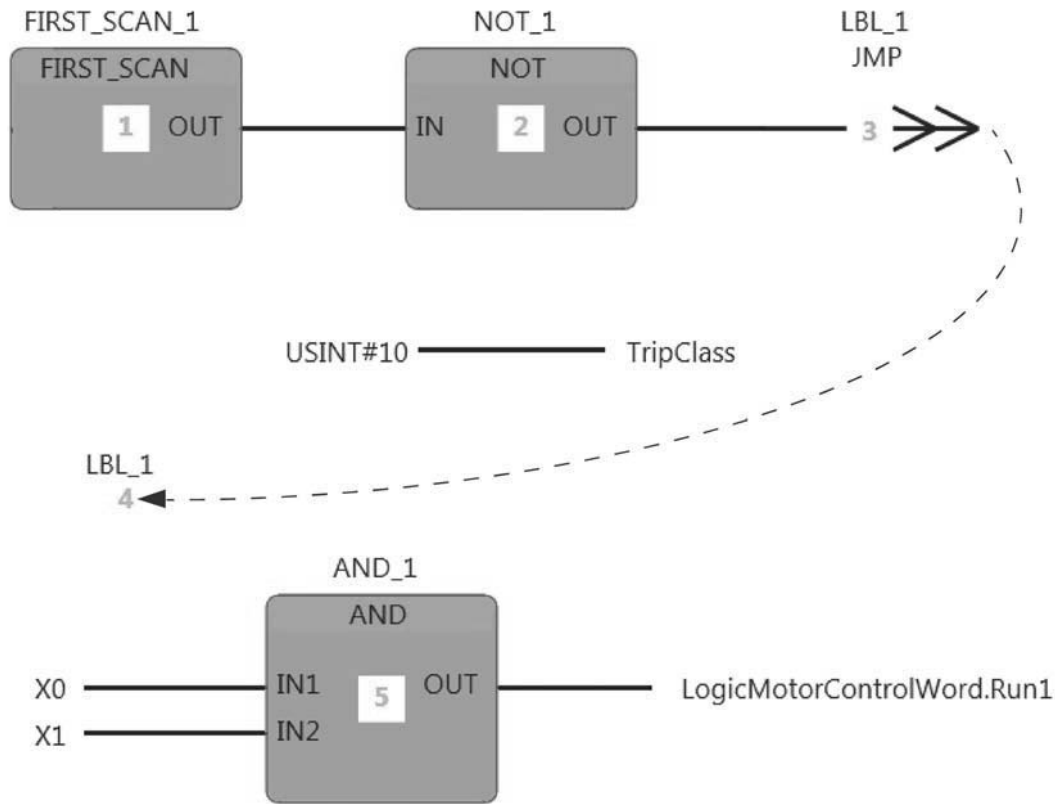 FIRST_SCAN_1
NOT_1
LBL_1
JMP
FIRST_SCAN
1
OUT
NOT
IN
2
OUT
3
USINT#10
TripClass
LBL_1
4
AND_1
AND
X0
X1
IN1
IN2
5
OUT
LogicMotorControlWord.Run1